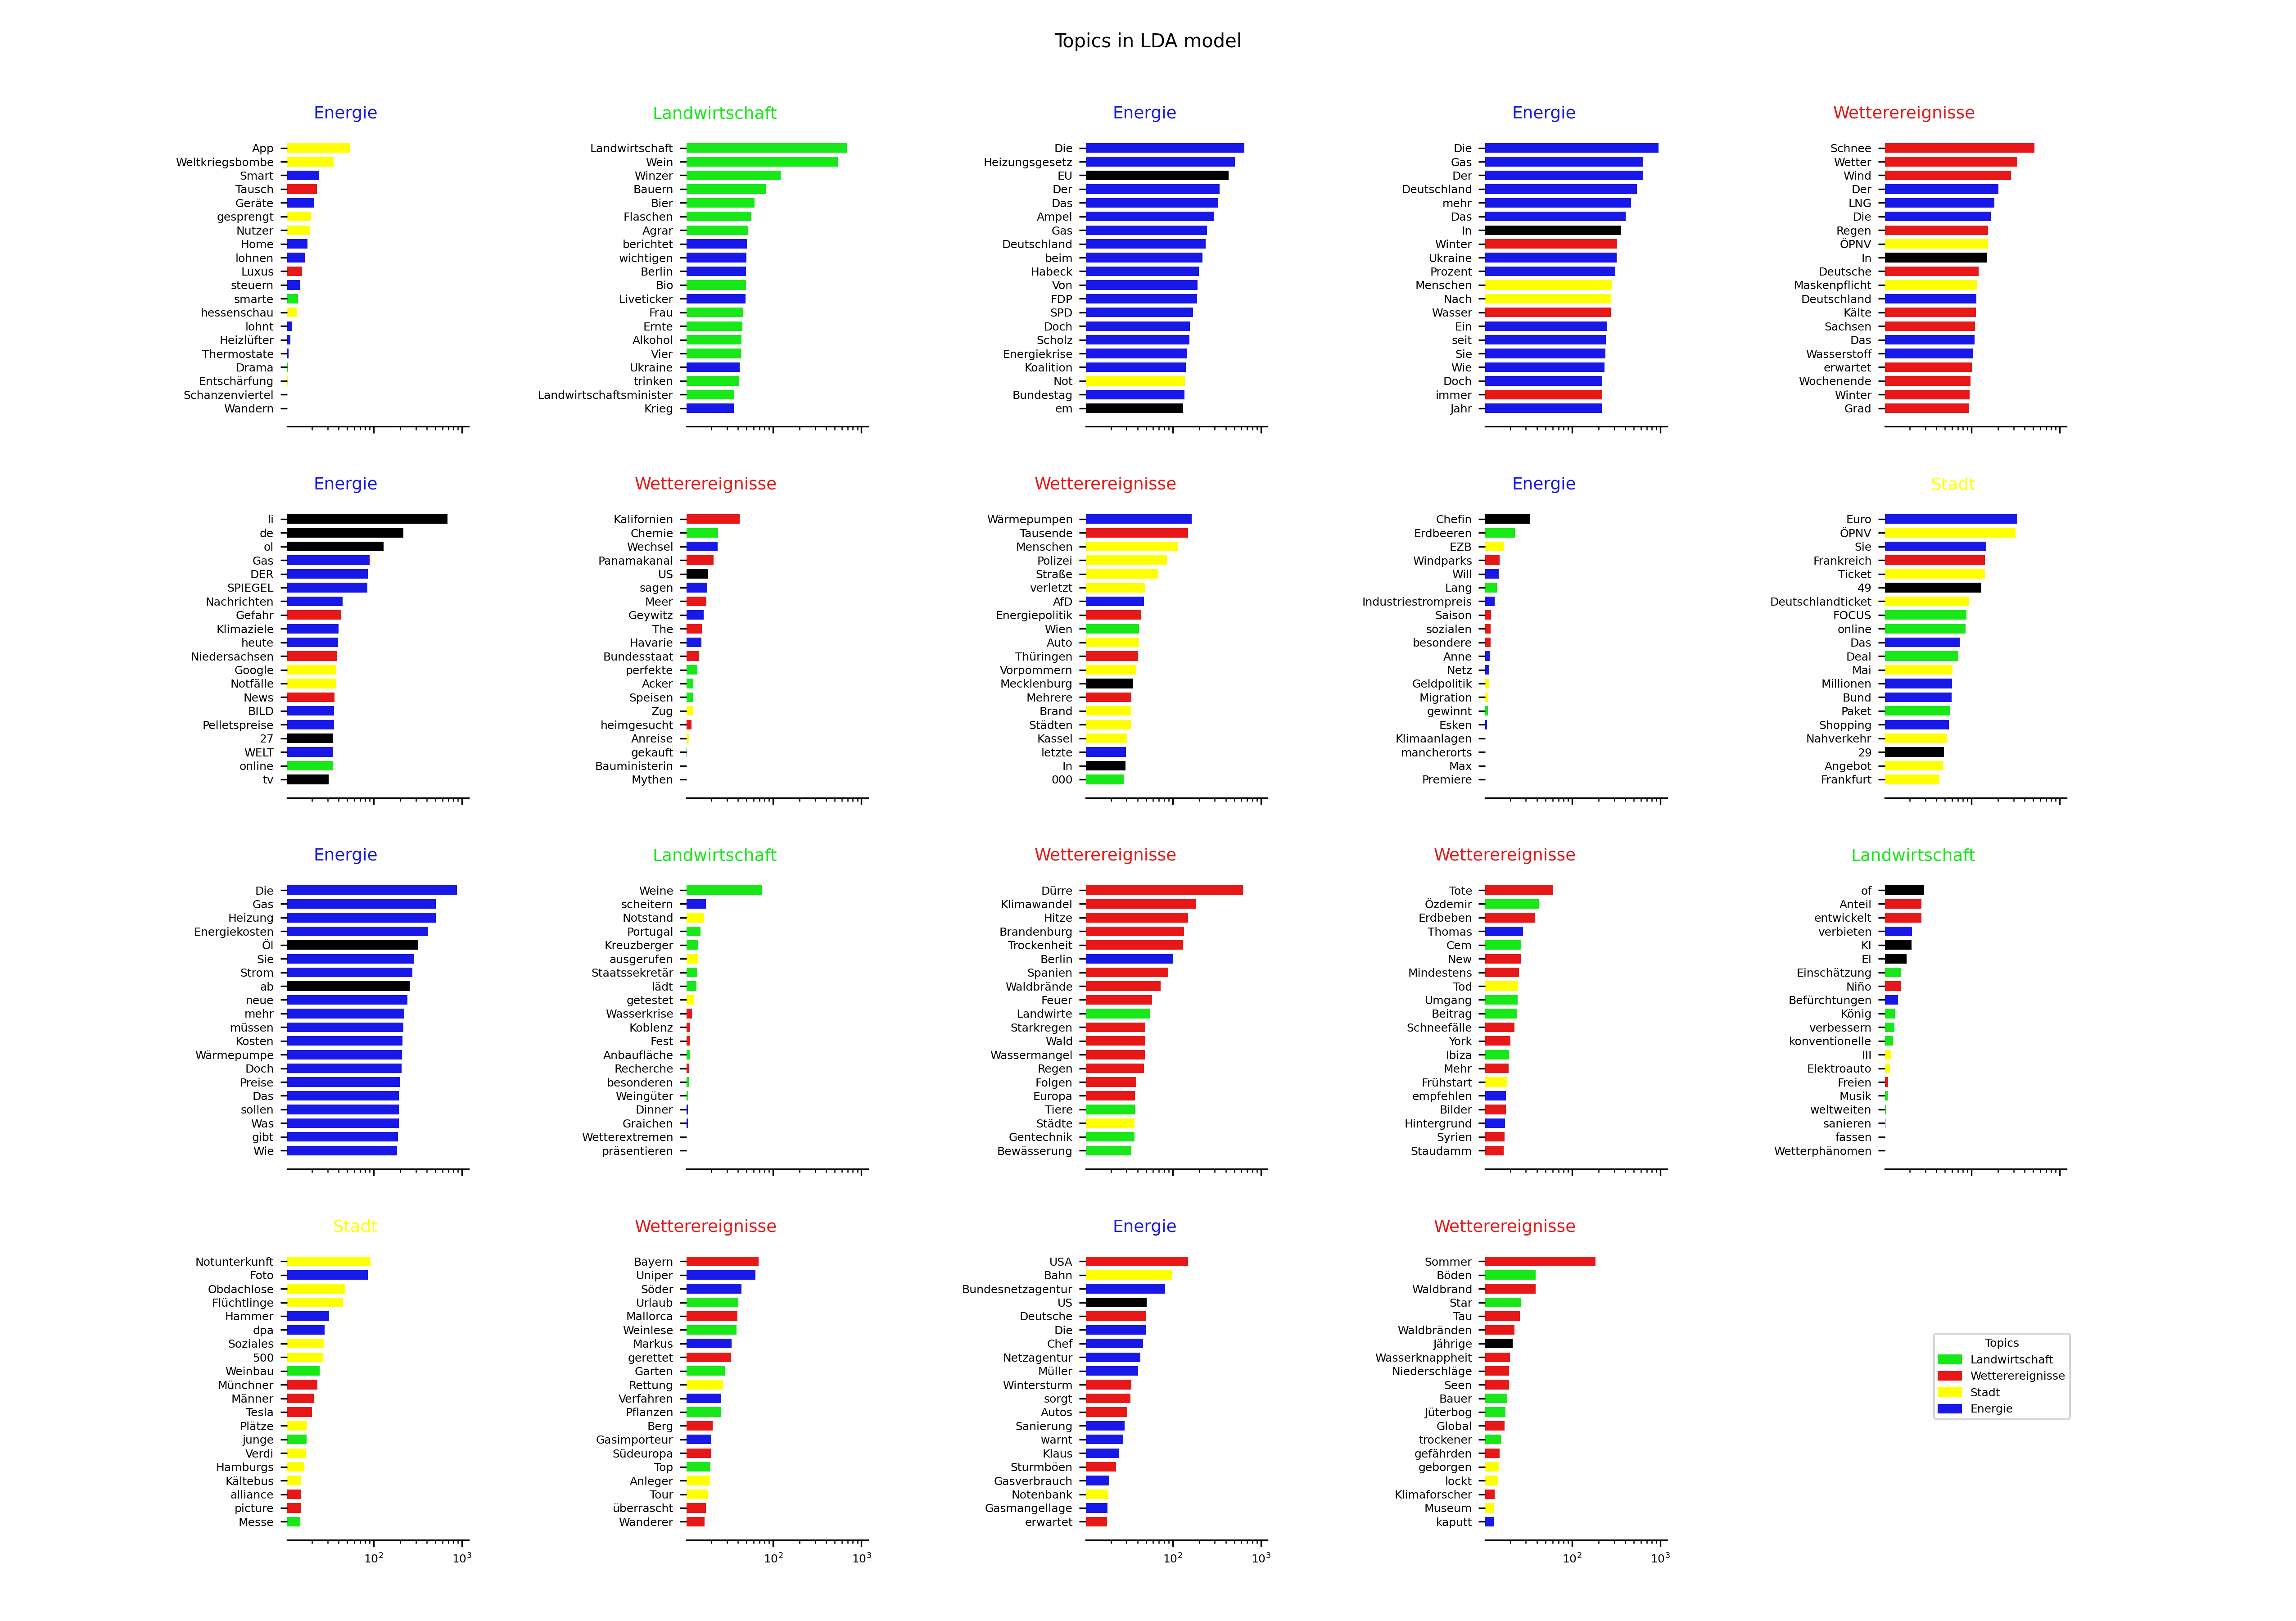 Topics in LDA model
Energie
App
Weltkriegsbombe
Smart
Tausch
Geräte
gesprengt
Nutzer
Home
lohnen
Luxus
steuern
smarte
hessenschau
lohnt
Heizlüfter
Thermostate
Drama
Entschärfung
Schanzenviertel
Wandern
Landwirtschaft
Landwirtschaft
Wein
Winzer
Bauern
Bier
Flaschen
Agrar
berichtet
wichtigen
Berlin
Bio
Liveticker
Frau
Ernte
Alkohol
Vier
Ukraine
trinken
Landwirtschaftsminister
Krieg
Energie
Die
Heizungsgesetz
EU
Der
Das
Ampel
Gas
Deutschland
beim
Habeck
Von
FDP
SPD
Doch
Scholz
Energiekrise
Koalition
Not
Bundestag
em
Energie
Die
Gas
Der
Deutschland
mehr
Das
In
Winter
Ukraine
Prozent
Menschen
Nach
Wasser
Ein
seit
Sie
Wie
Doch
immer
Jahr
Wetterereignisse
Schnee
Wetter
Wind
Der
LNG
Die
Regen
ÖPNV
In
Deutsche
Maskenpflicht
Deutschland
Kälte
Sachsen
Das
Wasserstoff
erwartet
Wochenende
Winter
Grad
Energie
li
de
ol
Gas
DER
SPIEGEL
Nachrichten
Gefahr
Klimaziele
heute
Niedersachsen
Google
Notfälle
News
BILD
Pelletspreise
27
WELT
online
tv
Wetterereignisse
Kalifornien
Chemie
Wechsel
Panamakanal
US
sagen
Meer
Geywitz
The
Havarie
Bundesstaat
perfekte
Acker
Speisen
Zug
heimgesucht
Anreise
gekauft
Bauministerin
Mythen
Wetterereignisse
Wärmepumpen
Tausende
Menschen
Polizei
Straße
verletzt
AfD
Energiepolitik
Wien
Auto
Thüringen
Vorpommern
Mecklenburg
Mehrere
Brand
Städten
Kassel
letzte
In
000
Energie
Chefin
Erdbeeren
EZB
Windparks
Will
Lang
Industriestrompreis
Saison
sozialen
besondere
Anne
Netz
Geldpolitik
Migration
gewinnt
Esken
Klimaanlagen
mancherorts
Max
Premiere
Stadt
Euro
ÖPNV
Sie
Frankreich
Ticket
49
Deutschlandticket
FOCUS
online
Das
Deal
Mai
Millionen
Bund
Paket
Shopping
Nahverkehr
29
Angebot
Frankfurt
Energie
Die
Gas
Heizung
Energiekosten
Öl
Sie
Strom
ab
neue
mehr
müssen
Kosten
Wärmepumpe
Doch
Preise
Das
sollen
Was
gibt
Wie
Landwirtschaft
Weine
scheitern
Notstand
Portugal
Kreuzberger
ausgerufen
Staatssekretär
lädt
getestet
Wasserkrise
Koblenz
Fest
Anbaufläche
Recherche
besonderen
Weingüter
Dinner
Graichen
Wetterextremen
präsentieren
Wetterereignisse
Dürre
Klimawandel
Hitze
Brandenburg
Trockenheit
Berlin
Spanien
Waldbrände
Feuer
Landwirte
Starkregen
Wald
Wassermangel
Regen
Folgen
Europa
Tiere
Städte
Gentechnik
Bewässerung
Wetterereignisse
Tote
Özdemir
Erdbeben
Thomas
Cem
New
Mindestens
Tod
Umgang
Beitrag
Schneefälle
York
Ibiza
Mehr
Frühstart
empfehlen
Bilder
Hintergrund
Syrien
Staudamm
Landwirtschaft
of
Anteil
entwickelt
verbieten
KI
El
Einschätzung
Niño
Befürchtungen
König
verbessern
konventionelle
III
Elektroauto
Freien
Musik
weltweiten
sanieren
fassen
Wetterphänomen
Stadt
Notunterkunft
Foto
Obdachlose
Flüchtlinge
Hammer
dpa
Soziales
500
Weinbau
Münchner
Männer
Tesla
Plätze
junge
Verdi
Hamburgs
Kältebus
alliance
picture
Messe
10² 10³
Wetterereignisse
Bayern
Uniper
Söder
Urlaub
Mallorca
Weinlese
Markus
gerettet
Garten
Rettung
Verfahren
Pflanzen
Berg
Gasimporteur
Südeuropa
Top
Anleger
Tour
überrascht
Wanderer
10² 10³
Energie
USA
Bahn
Bundesnetzagentur
US
Deutsche
Die
Chef
Netzagentur
Müller
Wintersturm
sorgt
Autos
Sanierung
warnt
Klaus
Sturmböen
Gasverbrauch
Notenbank
Gasmangellage
erwartet
10² 10³
Wetterereignisse
Sommer
Böden
Waldbrand
Star
Tau
Waldbränden
Jährige
Wasserknappheit
Niederschläge
Seen
Bauer
Jüterbog
Global
trockener
gefährden
geborgen
lockt
Klimaforscher
Museum
kaputt
10² 10³
Topics
Landwirtschaft
Wetterereignisse
Stadt
Energie